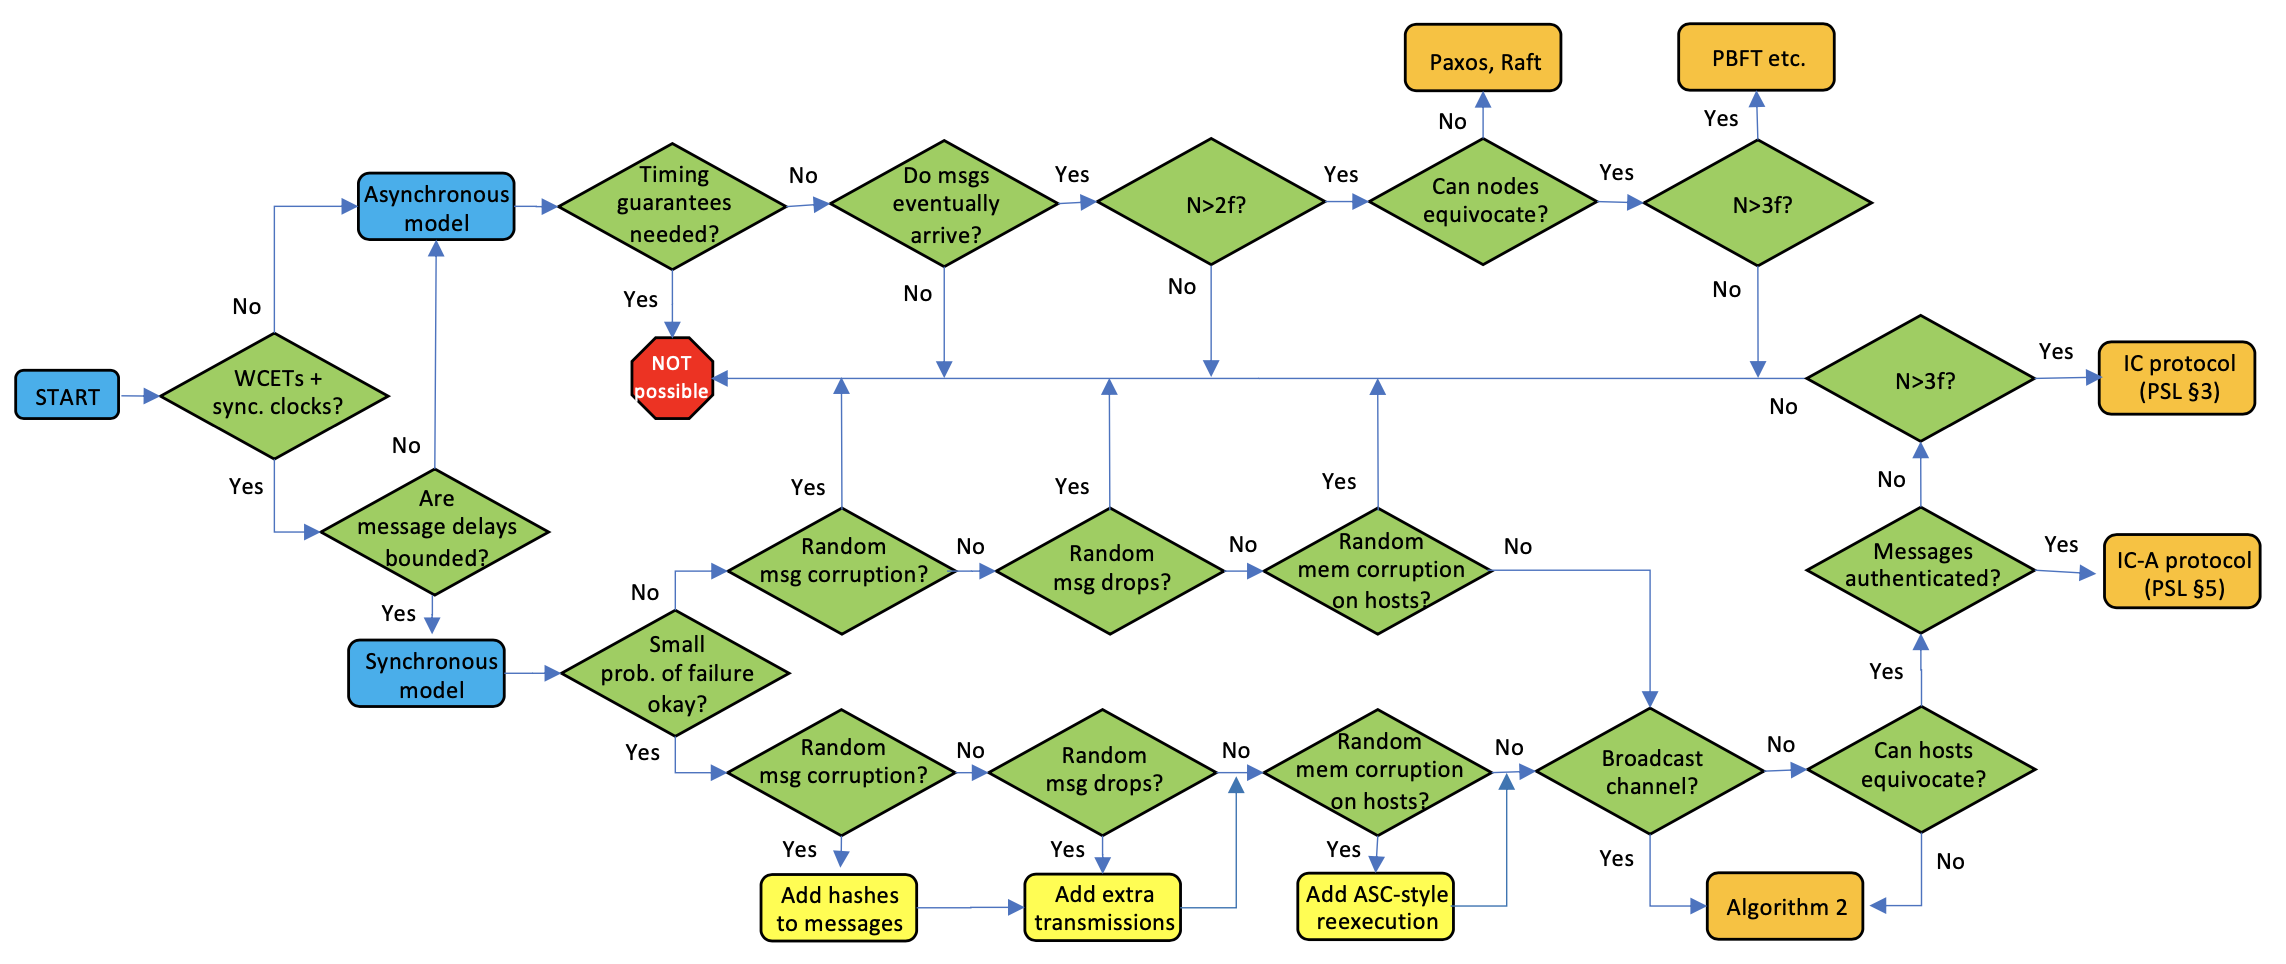 Paxos, Raft
PBFT etc.
No
Yes
Asynchronous
model
Timing
guarantees
needed?
No
Do msgs
eventually
arrive?
Yes
N>2f?
Yes
Can nodes
equivocate?
Yes
N>3f?
No
Yes
No
No
No
START
WCETs +
sync. clocks?
NOT
possible
N>3f?
Yes
IC protocol
(PSL §3)
No
No
Yes
Are
message delays
bounded?
Yes
Yes
Yes
No
Random
msg corruption?
No
Random
msg drops?
No
Random
mem corruption
on hosts?
No
Messages
authenticated?
Yes
IC-A protocol
(PSL §5)
Yes
No
Synchronous
model
Small
prob. of failure
okay?
Yes
Yes
Random
msg corruption?
No
Random
msg drops?
No
Random
mem corruption
on hosts?
No
Broadcast
channel?
No
Can hosts
equivocate?
Yes
Yes
Yes
Yes
No
Add hashes
to messages
Add extra
transmissions
Add ASC-style
reexecution
Algorithm 2